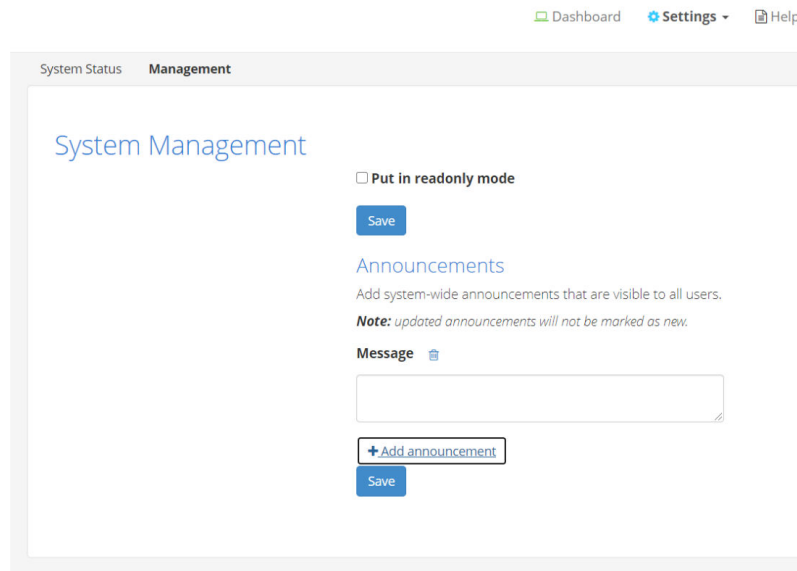 Dashboard Settings Help
System Status Management
System Management
Put in readonly mode
Save
Announcements
Add system-wide announcements that are visible to all users.
Note: updated announcements will not be marked as new.
Message
+ Add announcement
Save